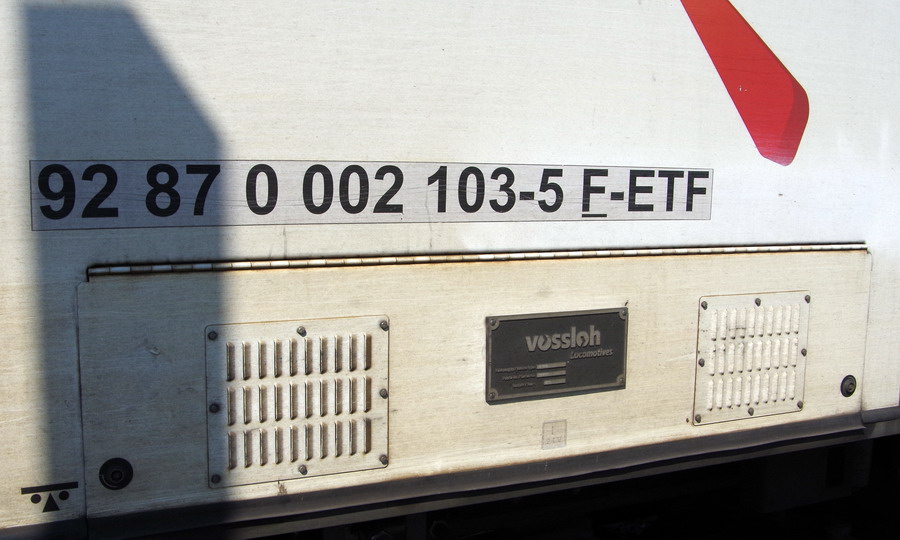 92 87 0 002 103-5 F-ETF
vossloh
Locomotives